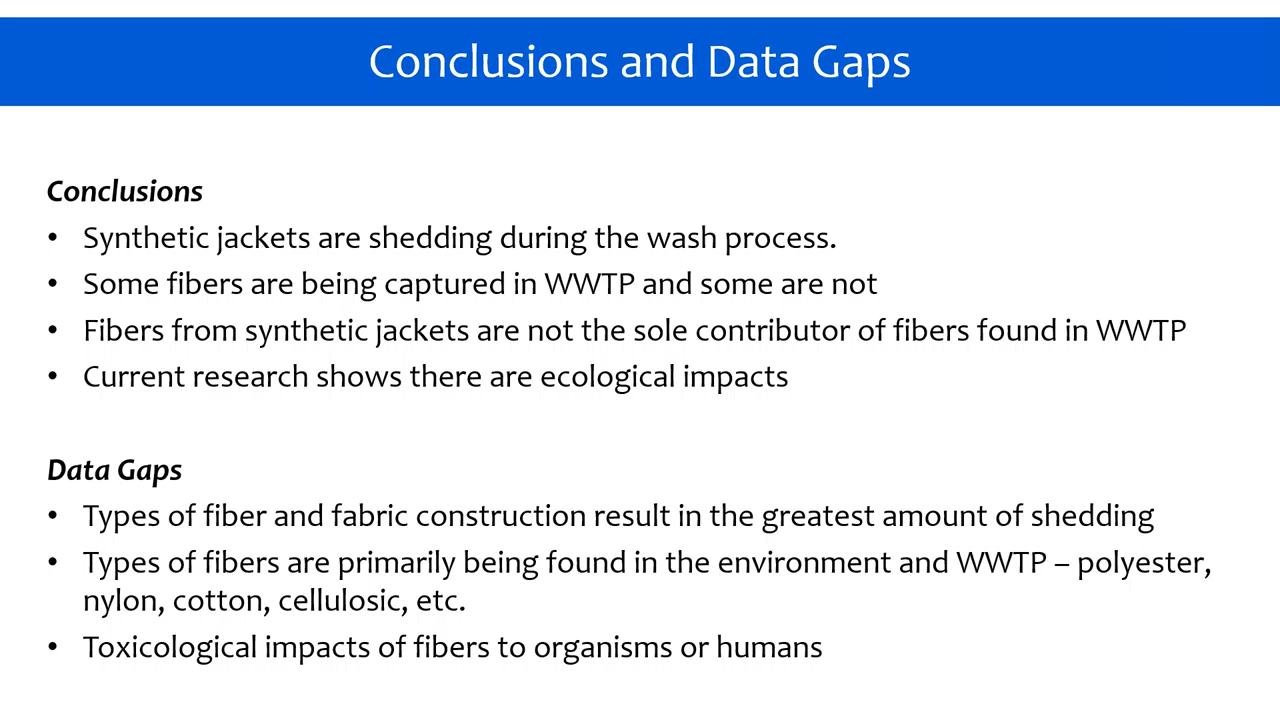 Conclusions and Data Gaps
Conclusions
• Synthetic jackets are shedding during the wash process.
• Some fibers are being captured in WWTP and some are not
• Fibers from synthetic jackets are not the sole contributor of fibers found in WWTP
• Current research shows there are ecological impacts
Data Gaps
• Types of fiber and fabric construction result in the greatest amount of shedding
• Types of fibers are primarily being found in the environment and WWTP – polyester,
nylon, cotton, cellulosic, etc.
• Toxicological impacts of fibers to organisms or humans